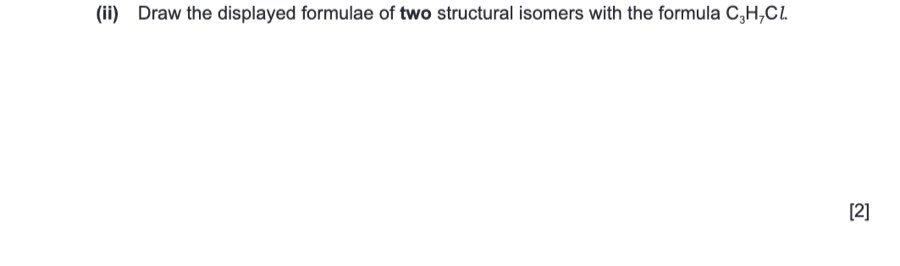 (ii) Draw the displayed formulae of two structural isomers with the formula C₃H₇Cl.
[2]